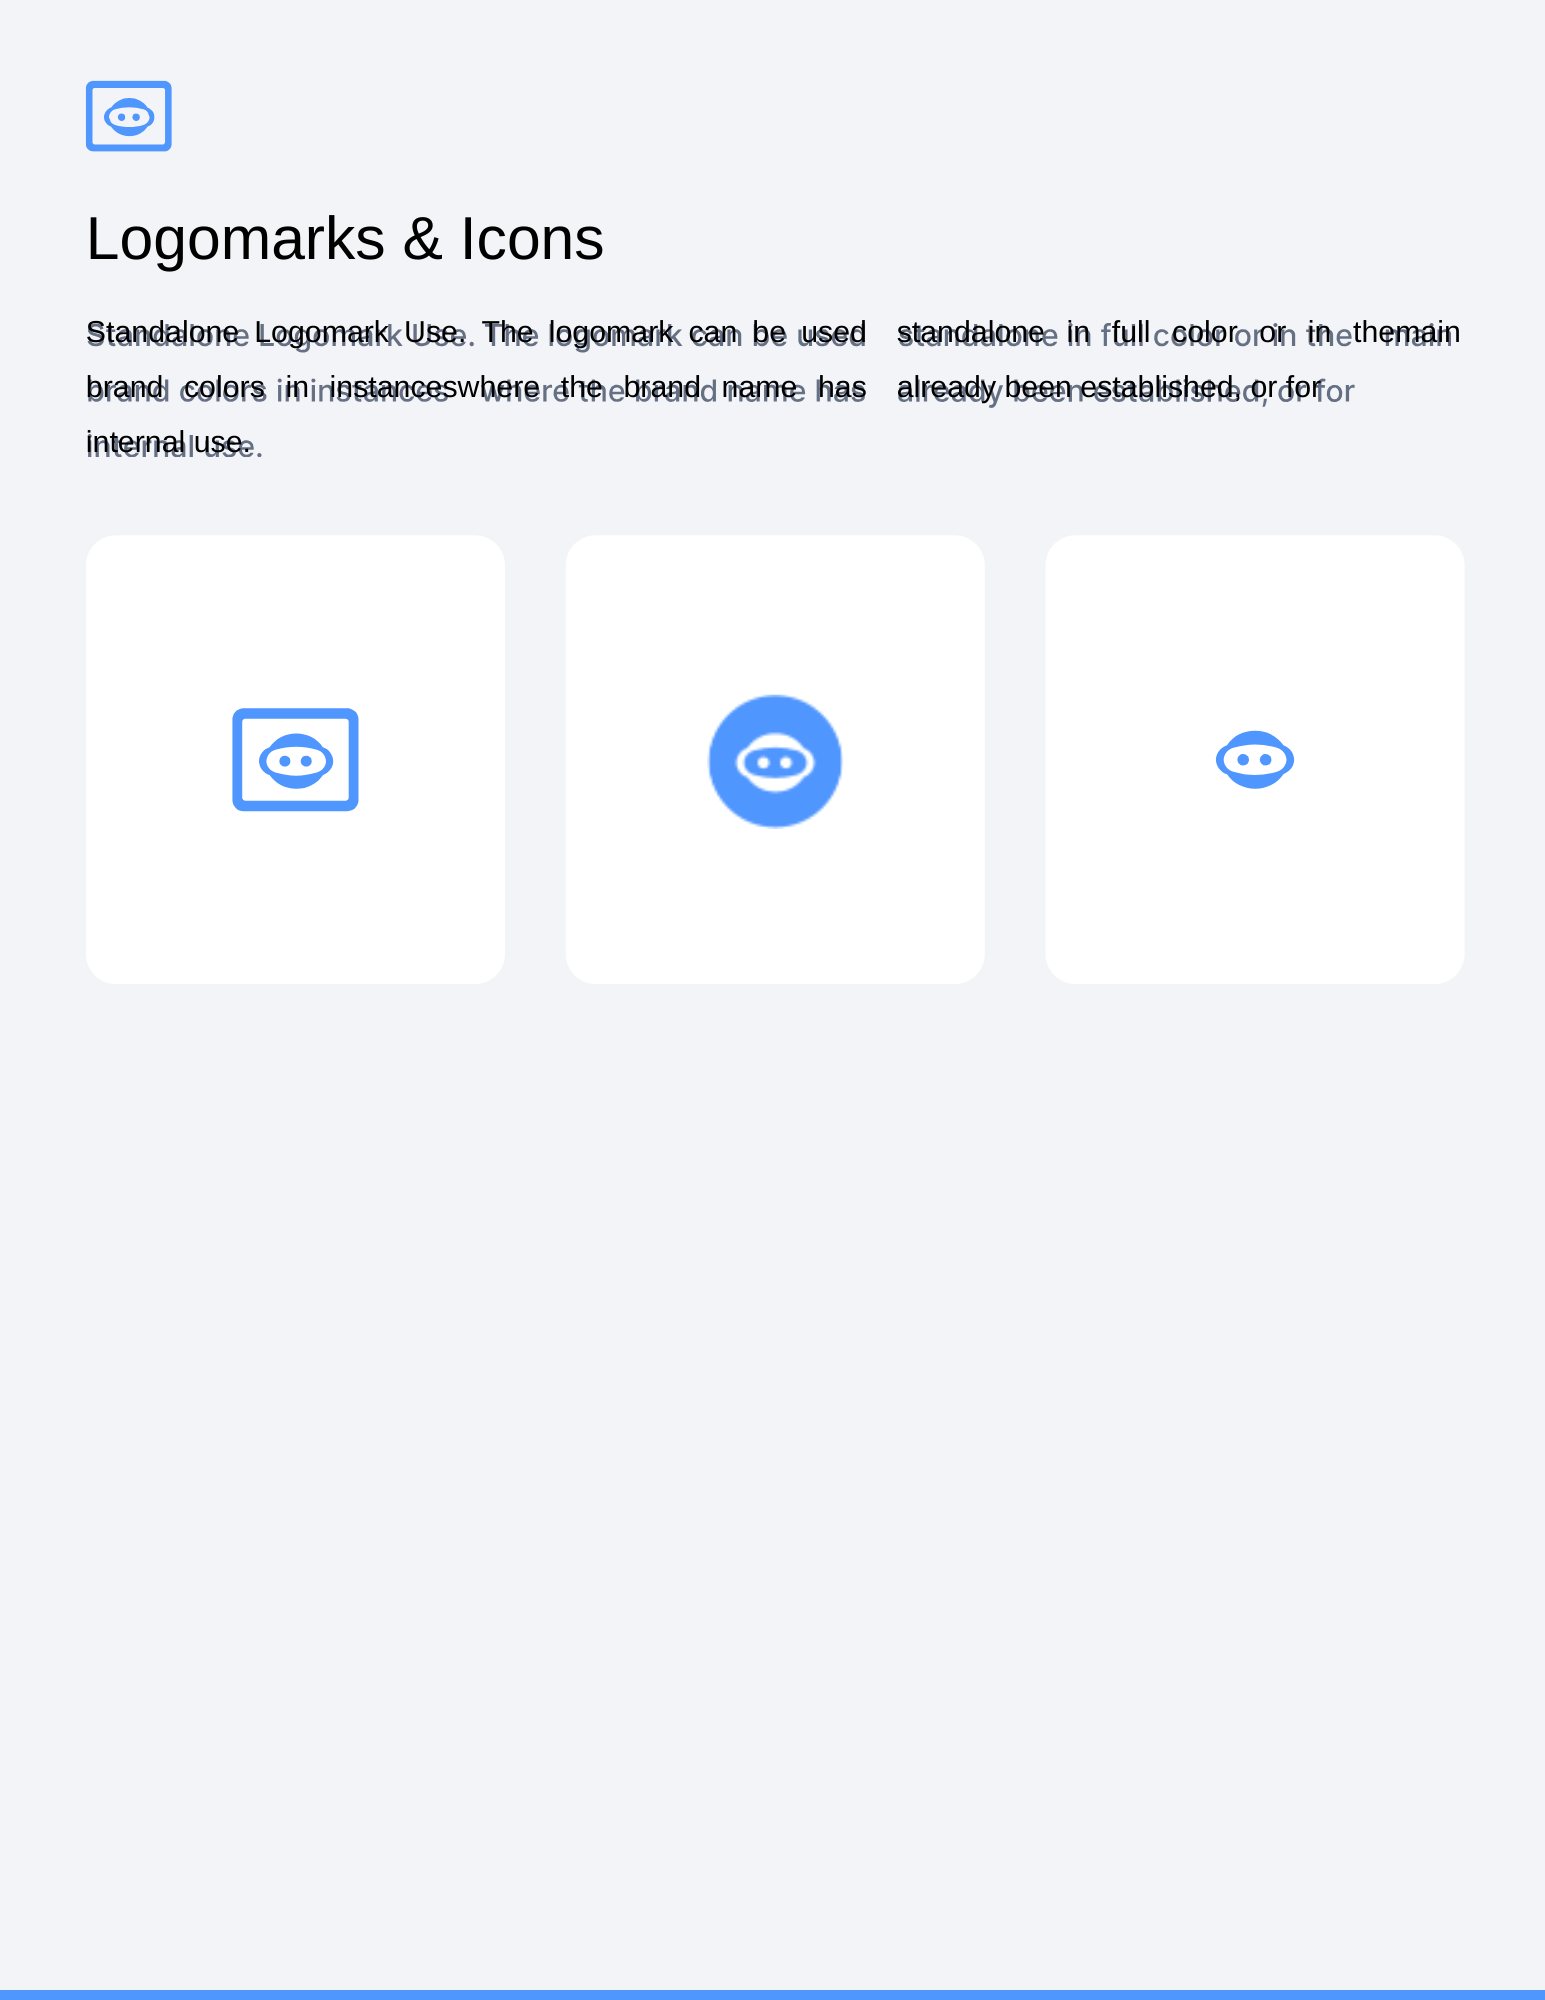 Logomarks & Icons
Standalone Logomark Use. The logomark can be used standalone in full color or in the main
brand colors in instances where the brand name has already been established, or for
internal use.